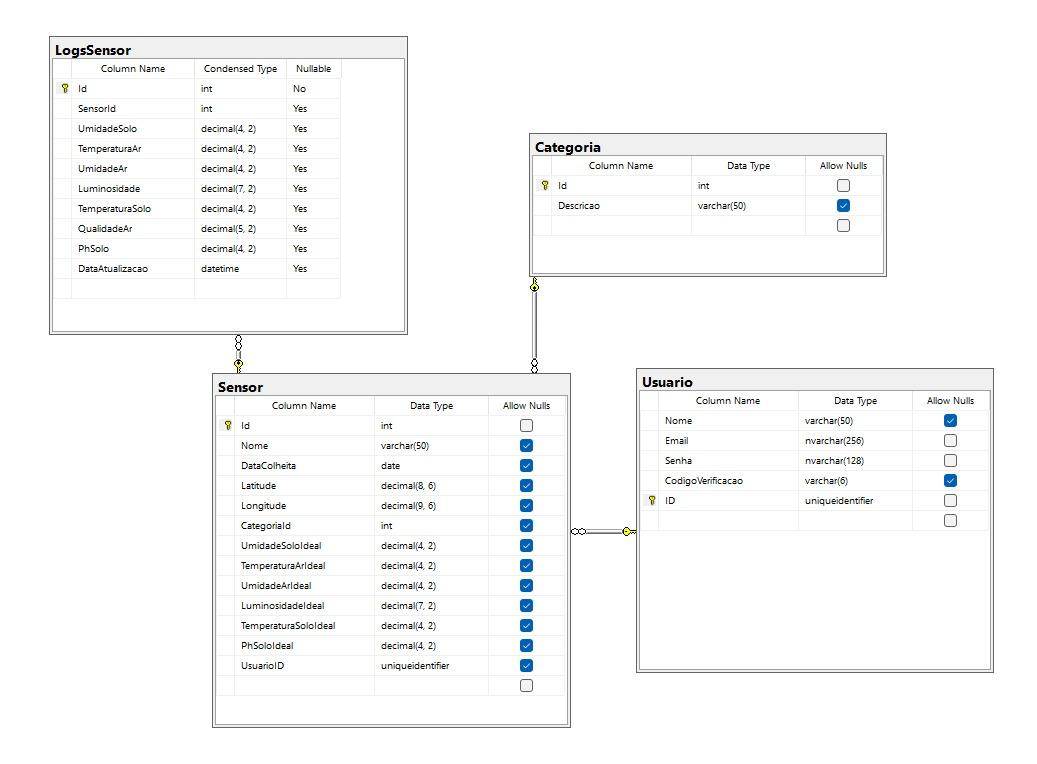 LogsSensor
Column Name Condensed Type Nullable
Id int No
SensorId int Yes
UmidadeSolo decimal(4, 2) Yes
TemperaturaAr decimal(4, 2) Yes
UmidadeAr decimal(4, 2) Yes
Luminosidade decimal(7, 2) Yes
TemperaturaSolo decimal(4, 2) Yes
QualidadeAr decimal(5, 2) Yes
PhSolo decimal(4, 2) Yes
DataAtualizacao datetime Yes
Categoria
Column Name Data Type Allow Nulls
Id int
Descricao varchar(50)
Sensor
Column Name Data Type Allow Nulls
Id int
Nome varchar(50)
DataColheita date
Latitude decimal(8, 6)
Longitude decimal(9, 6)
CategoriaId int
UmidadeSoloIdeal decimal(4, 2)
TemperaturaArIdeal decimal(4, 2)
UmidadeArIdeal decimal(4, 2)
LuminosidadeIdeal decimal(7, 2)
TemperaturaSoloIdeal decimal(4, 2)
PhSoloIdeal decimal(4, 2)
UsuarioID uniqueidentifier
Usuario
Column Name Data Type Allow Nulls
Nome varchar(50)
Email nvarchar(256)
Senha nvarchar(128)
CodigoVerificacao varchar(6)
ID uniqueidentifier